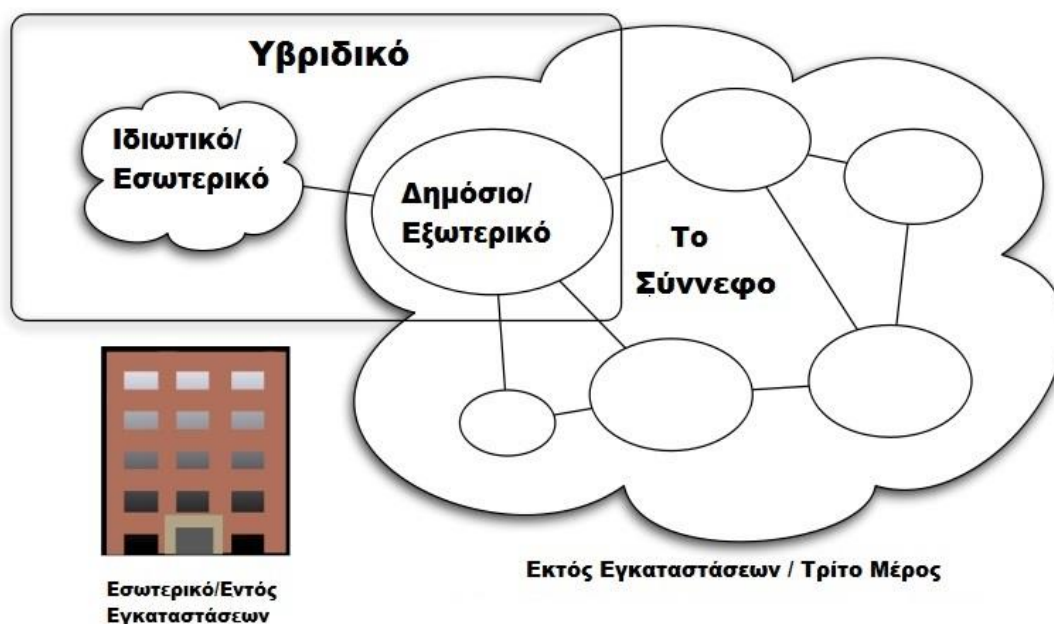 Υβριδικό
Ιδιωτικό/
Εσωτερικό
Δημόσιο/
Εξωτερικό
Το
Σύννεφο
Εσωτερικό/Εντός
Εγκαταστάσεων
Εκτός Εγκαταστάσεων / Τρίτο Μέρος